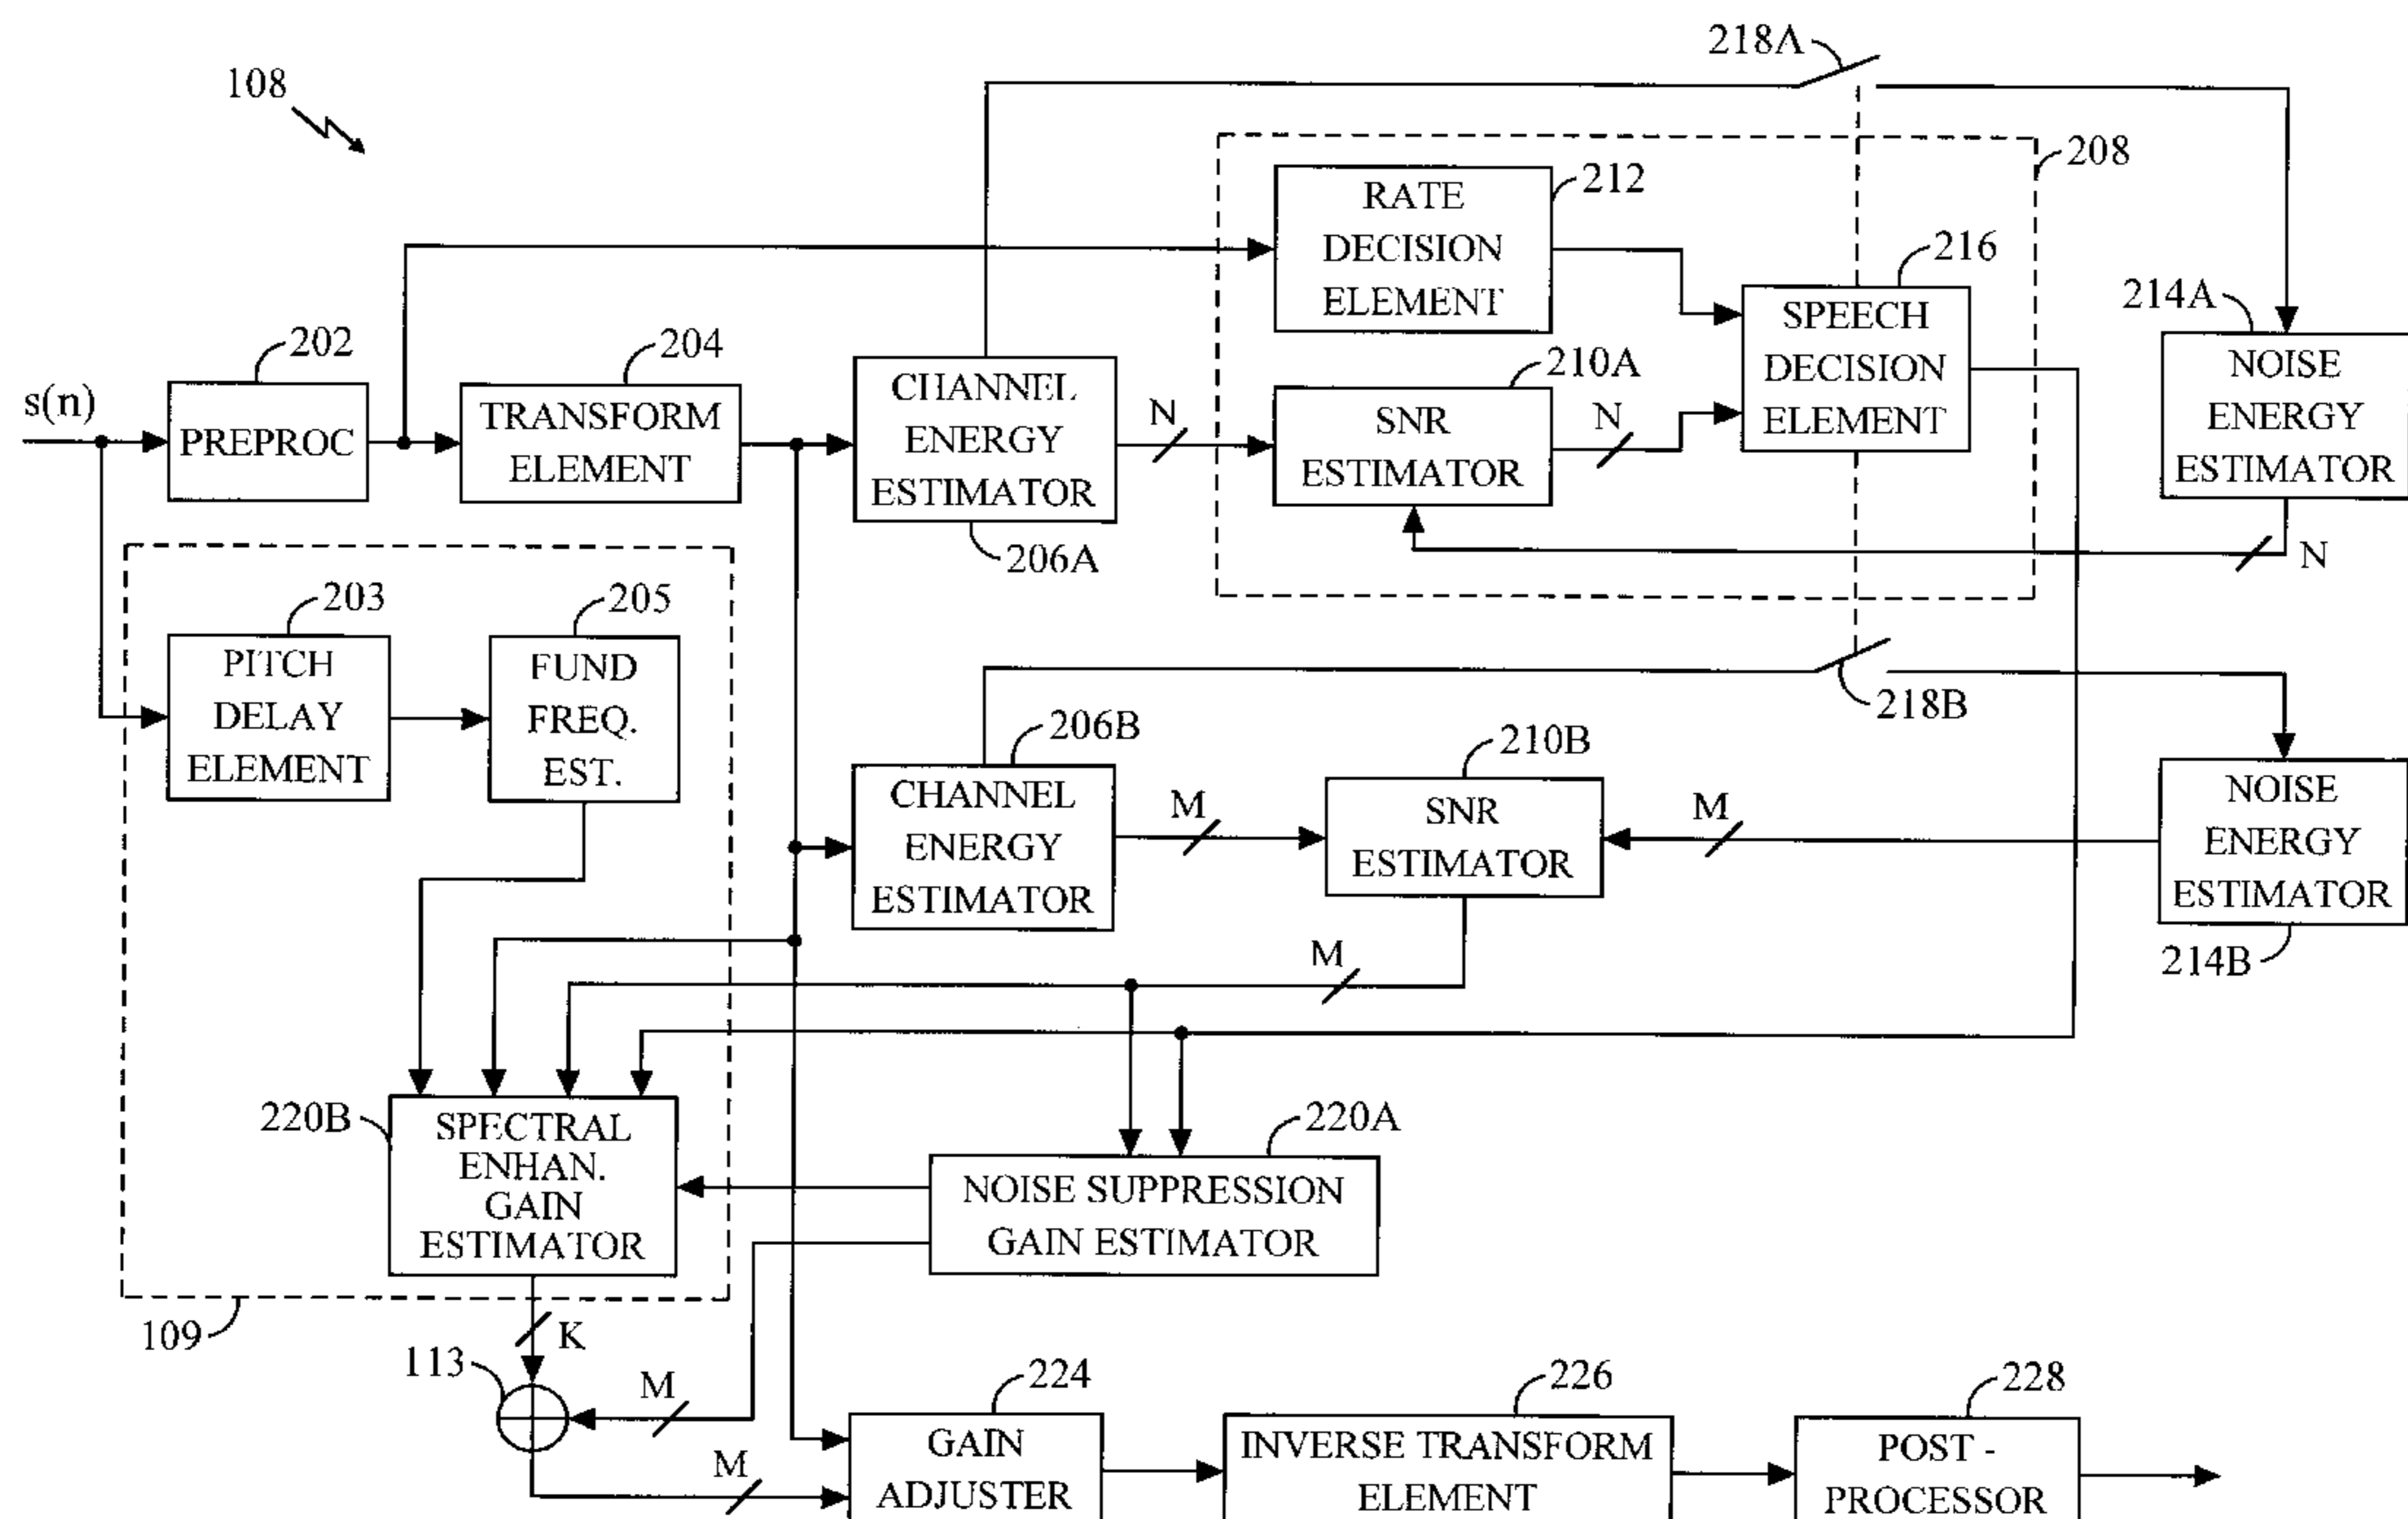 218A
108
208
RATE
DECISION
ELEMENT
212
216
SPEECH
DECISION
ELEMENT
214A
NOISE
ENERGY
ESTIMATOR
N
s(n)
202
PREPROC
204
TRANSFORM
ELEMENT
CHANNEL
ENERGY
ESTIMATOR
206A
N
210A
SNR
ESTIMATOR
N
203
PITCH
DELAY
ELEMENT
205
FUND
FREQ.
EST.
218B
206B
CHANNEL
ENERGY
ESTIMATOR
M
210B
SNR
ESTIMATOR
M
NOISE
ENERGY
ESTIMATOR
214B
M
220B
SPECTRAL
ENHAN.
GAIN
ESTIMATOR
220A
NOISE SUPPRESSION
GAIN ESTIMATOR
109
K
113
M
M
224
GAIN
ADJUSTER
226
INVERSE TRANSFORM
ELEMENT
228
POST -
PROCESSOR